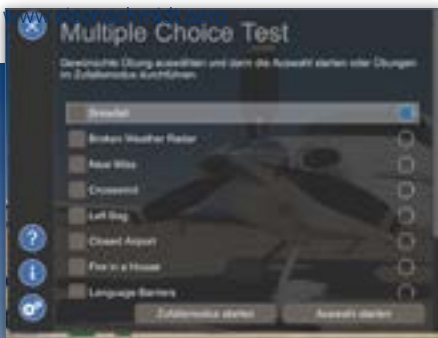 Multiple Choice Test
Gewünschte Übung auswählen und dann die Auswahl starten oder Übungen
im Zufallsmodus durchführen.
Broken Weather Radar
Near Miss
Crosswind
Left Bag
Closed Airport
Fire in a House
Language Barriers
?
i
Zufallsmodus starten
Auswahl starten